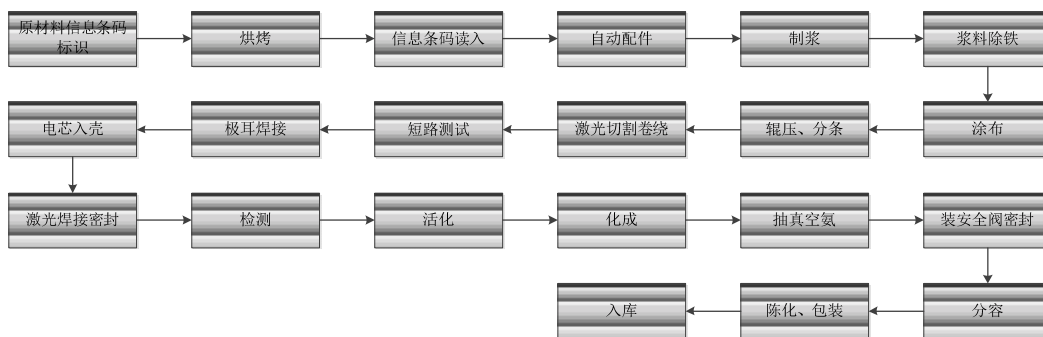 原材料信息条码
标识
烘烤
信息条码读入
自动配件
制浆
浆料除铁
涂布
辊压、分条
激光切割卷绕
短路测试
极耳焊接
电芯入壳
激光焊接密封
检测
活化
化成
抽真空氨
装安全阀密封
分容
陈化、包装
入库